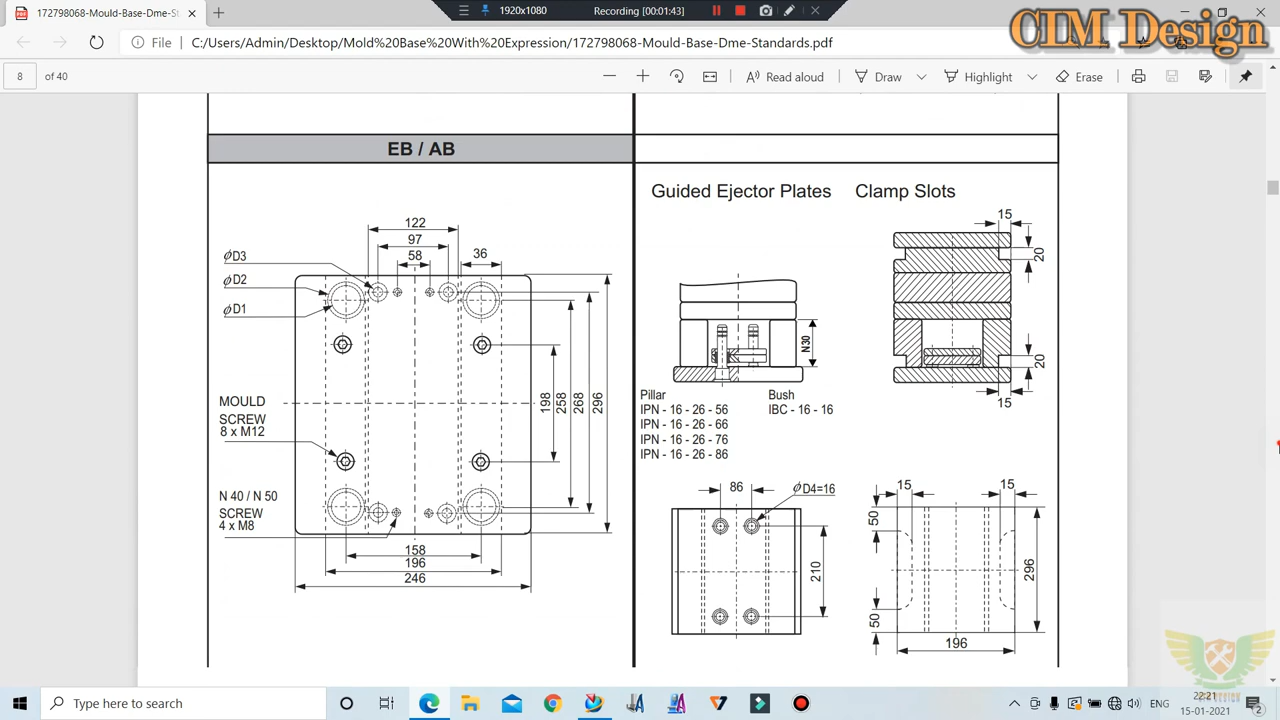 172798068-Mould-Base-Dme-St
1920x1080
Recording [00:01:43]
CIM Design
File
C:/Users/Admin/Desktop/Mold%20Base%20With%20Expression/172798068-Mould-Base-Dme-Standards.pdf
8
of 40
Read aloud
Draw
Highlight
Erase
EB / AB
Guided Ejector Plates
Clamp Slots
122
97
58
36
ϕD3
ϕD2
ϕD1
MOULD
SCREW
8 x M12
N 40 / N 50
4 x M8
198
258
268
296
158
196
246
N30
Pillar
IPN - 16 - 26 - 56
IPN - 16 - 26 - 66
IPN - 16 - 26 - 76
IPN - 16 - 26 - 86
Bush
IBC - 16 - 16
15
20
20
15
86
ϕD4=16
210
15
15
50
50
296
196
Type here to search
ENG
22:21
15-01-2021
2